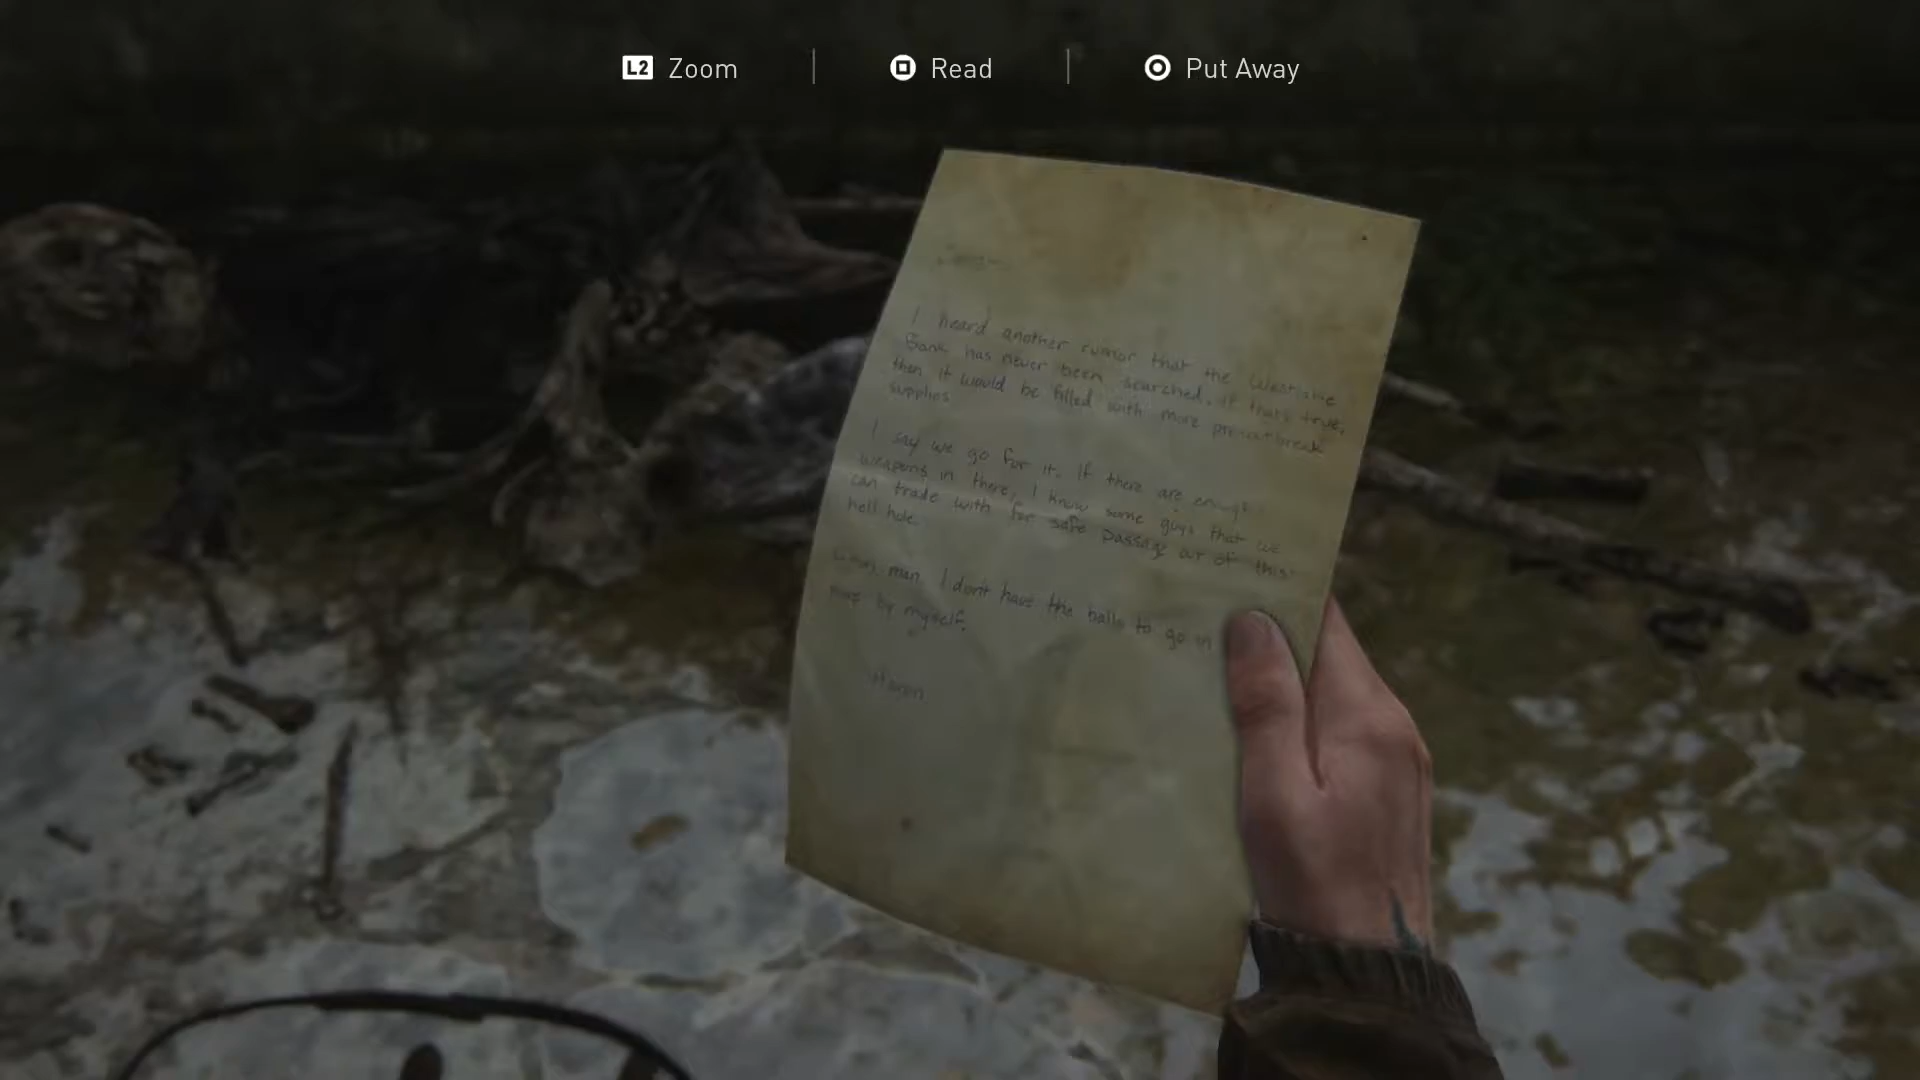 L2 Zoom
Read
Put Away
I heard another rumor that the Westlake
Bank has never been searched. If that's true,
then it would be filled with more pre-outbreak
supplies.
I say we go for it. If there are enough
weapons in there, I know some guys that we
can trade with for safe passage out of this
hell hole.
man. I don't have the balls to go in
by myself.